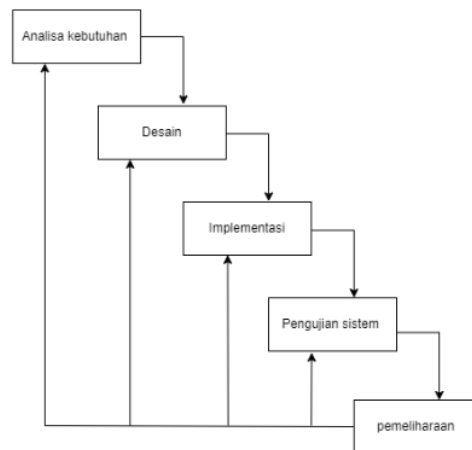 Analisa kebutuhan
Desain
Implementasi
Pengujian sistem
pemeliharaan